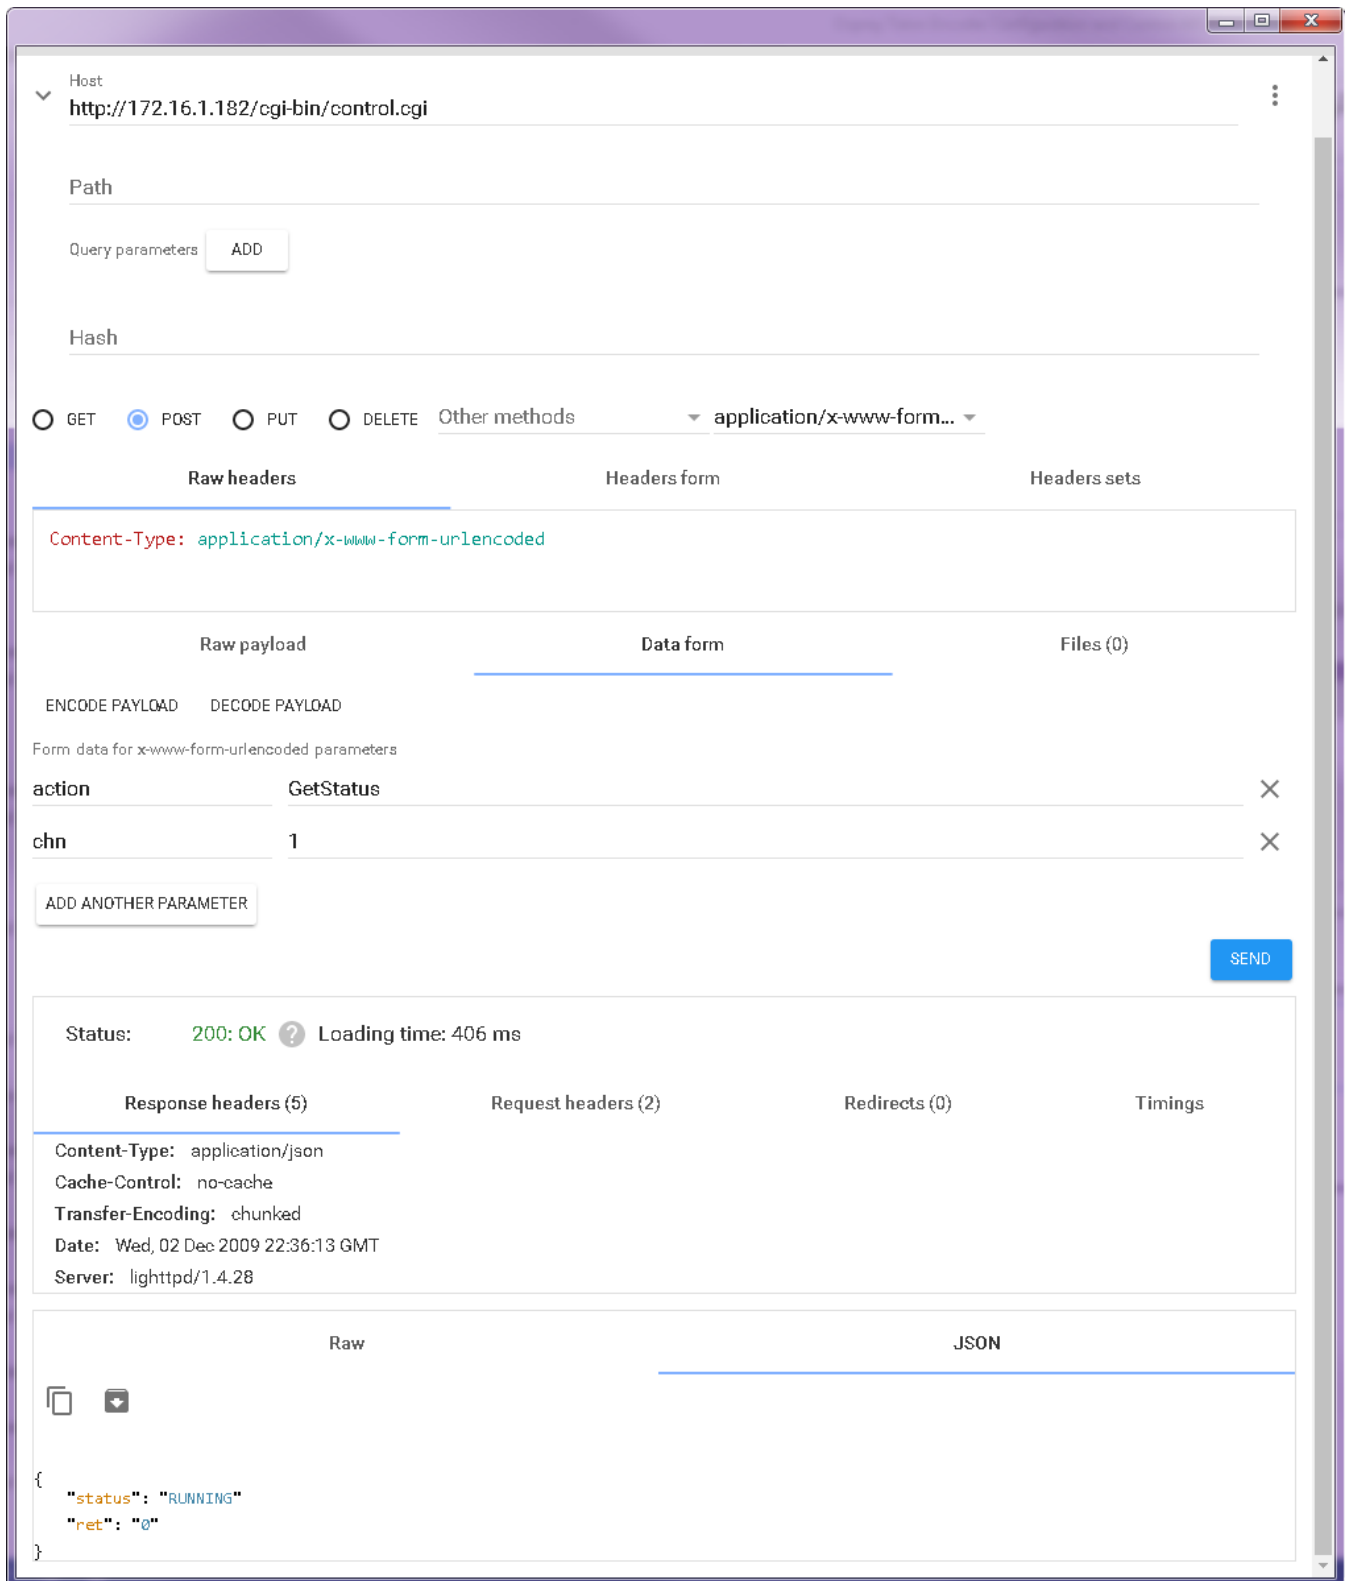 Host
http://172.16.1.182/cgi-bin/control.cgi
Path
Query parameters ADD
Hash
GET POST PUT DELETE Other methods application/x-www-form...
Raw headers Headers form Headers sets
Content-Type: application/x-www-form-urlencoded
Raw payload Data form Files (0)
ENCODE PAYLOAD DECODE PAYLOAD
Form data for x-www-form-urlencoded parameters
action GetStatus
chn 1
ADD ANOTHER PARAMETER
SEND
Status: 200: OK ? Loading time: 406 ms
Response headers (5) Request headers (2) Redirects (0) Timings
Content-Type: application/json
Cache-Control: no-cache
Transfer-Encoding: chunked
Date: Wed, 02 Dec 2009 22:36:13 GMT
Server: lighttpd/1.4.28
Raw JSON
{
"status": "RUNNING"
"ret": "0"
}